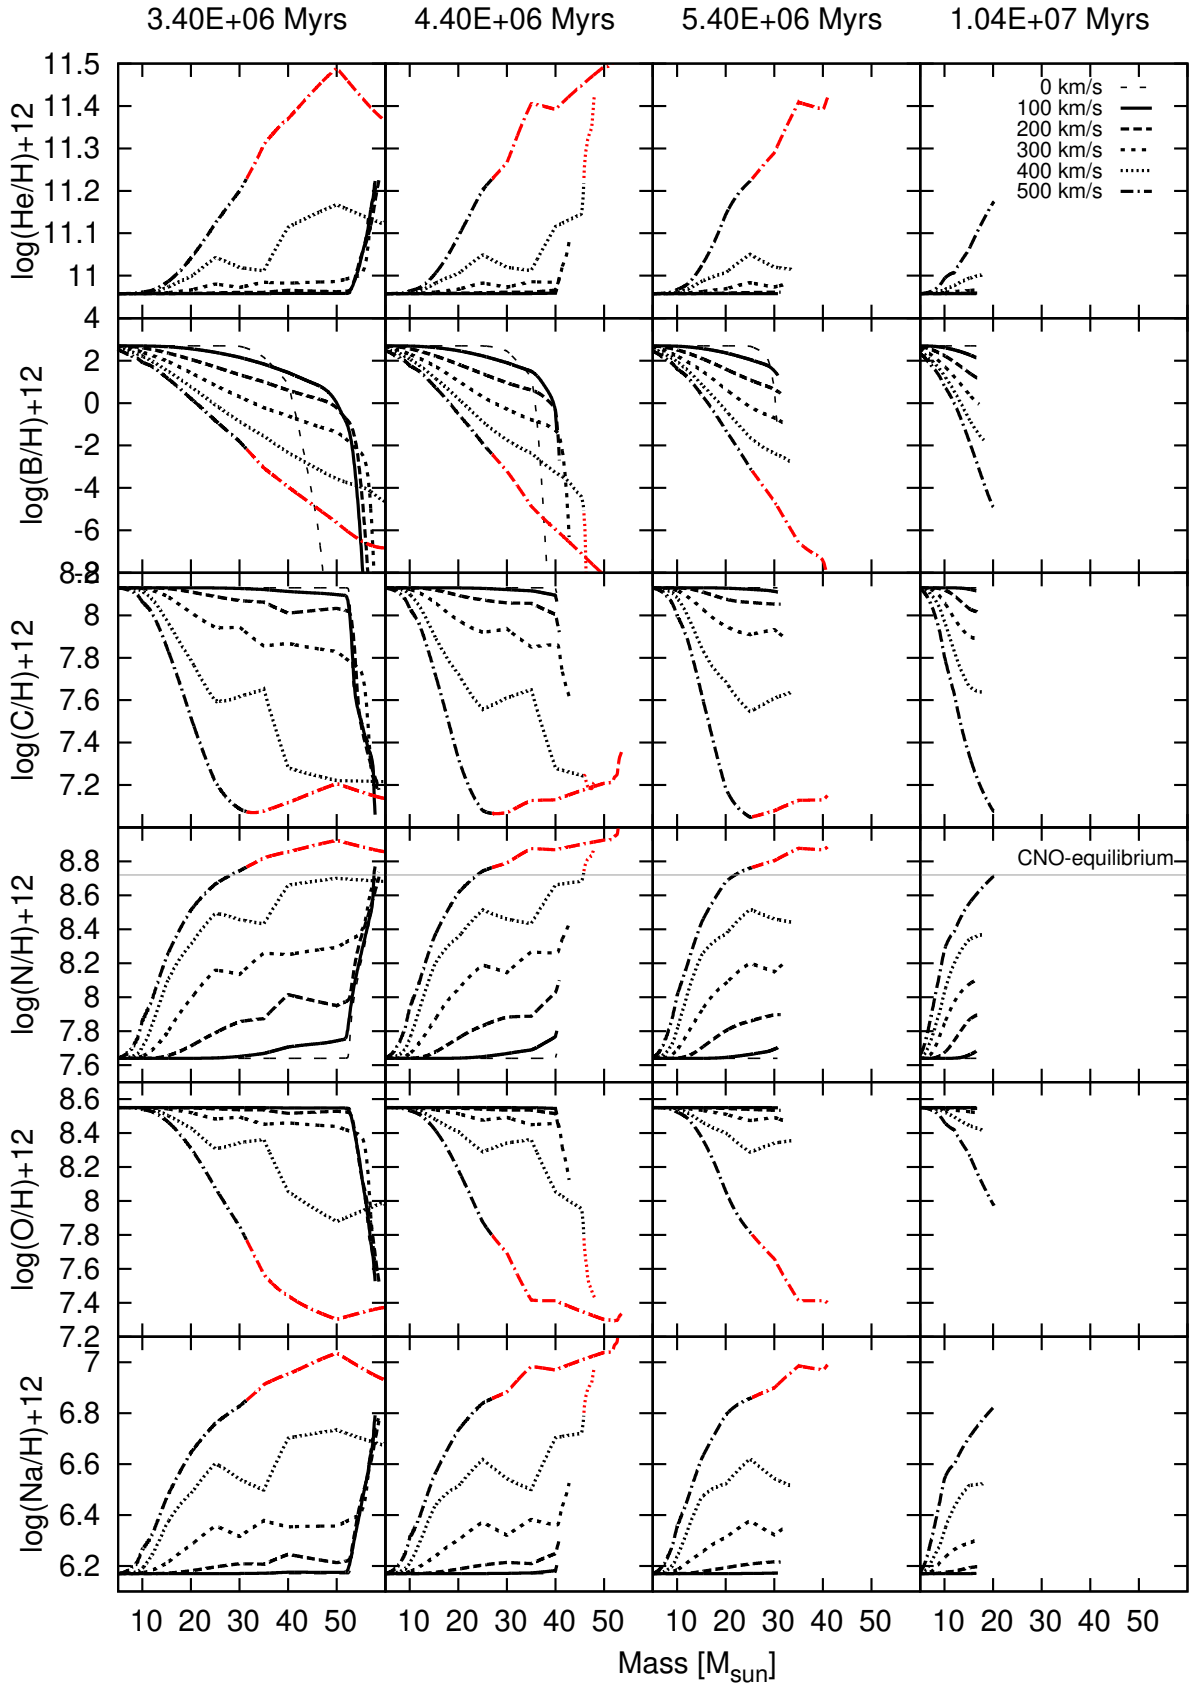 3.40E+06 Myrs 4.40E+06 Myrs 5.40E+06 Myrs 1.04E+07 Myrs
log(He/H)+12
11.5
11.4
11.3
11.2
11.1
11
0 km/s
100 km/s
200 km/s
300 km/s
400 km/s
500 km/s
log(B/H)+12
4
2
0
-2
-4
-6
-8
log(C/H)+12
8.2
8
7.8
7.6
7.4
7.2
log(N/H)+12
8.8
8.6
8.4
8.2
8
7.8
7.6
CNO-equilibrium
log(O/H)+12
8.6
8.4
8.2
8
7.8
7.6
7.4
7.2
log(Na/H)+12
7
6.8
6.6
6.4
6.2
10 20 30 40 50 10 20 30 40 50 10 20 30 40 50 10 20 30 40 50
Mass [Msun]